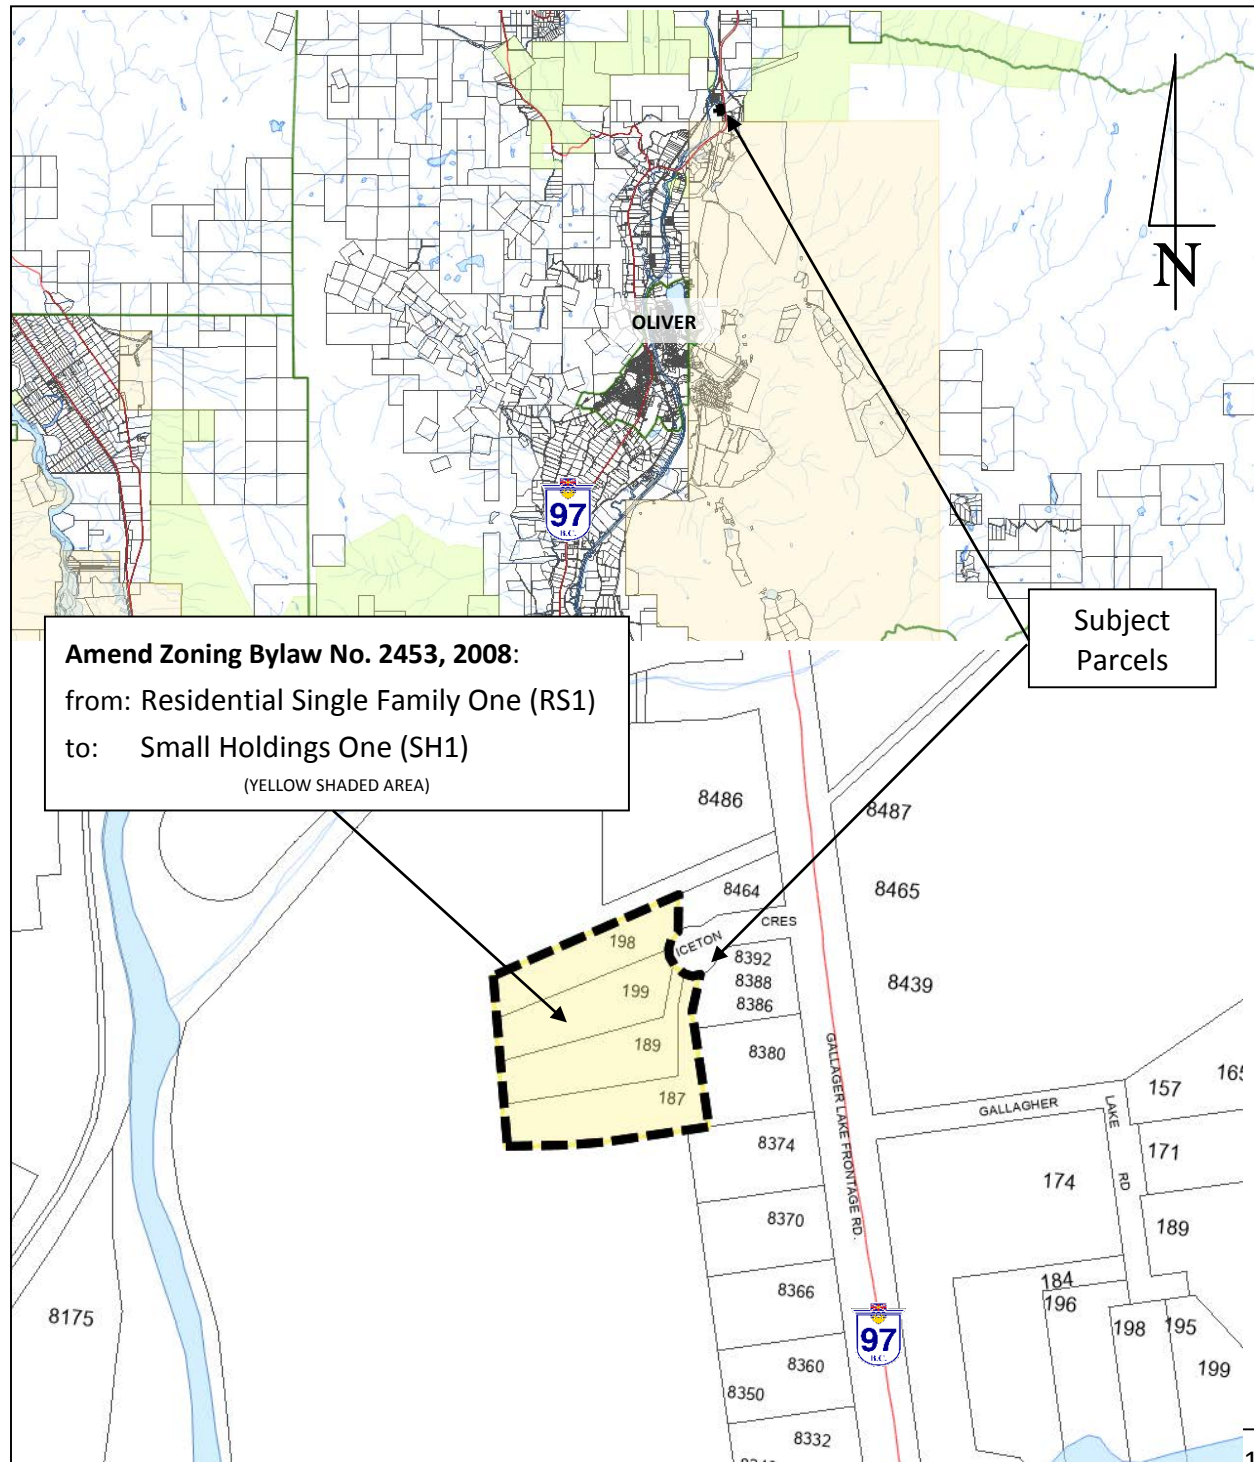 N
OLIVER
97
B.C.
Subject
Parcels
Amend Zoning Bylaw No. 2453, 2008:
from: Residential Single Family One (RS1)
to: Small Holdings One (SH1)
(YELLOW SHADED AREA)
8486
8487
8464
8465
CRES
ICETON
198
8392
8388
8386
199
8439
189
8380
187
GALLAGER LAKE FRONTAGE RD.
GALLAGHER
LAKE
RD
157
165
8374
171
174
8370
189
184
196
8366
8175
97
B.C.
198
195
8360
199
8350
8332
1